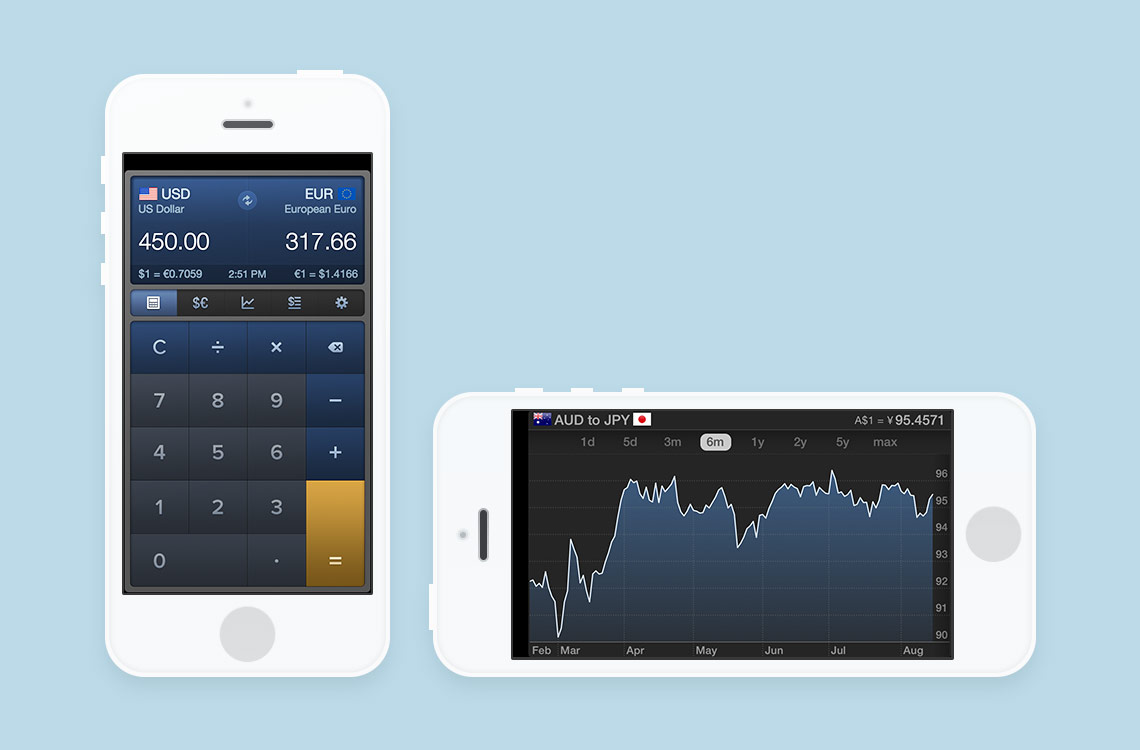 USD EUR
US Dollar European Euro
450.00 317.66
$1 = €0.7059 2:51 PM €1 = $1.4166
$€ $
C ÷ ×
7 8 9 −
4 5 6 +
1 2 3
0 . =
AUD to JPY A$1 = ¥ 95.4571
1d 5d 3m 6m 1y 2y 5y max
96
95
94
93
92
91
90
Feb Mar Apr May Jun Jul Aug